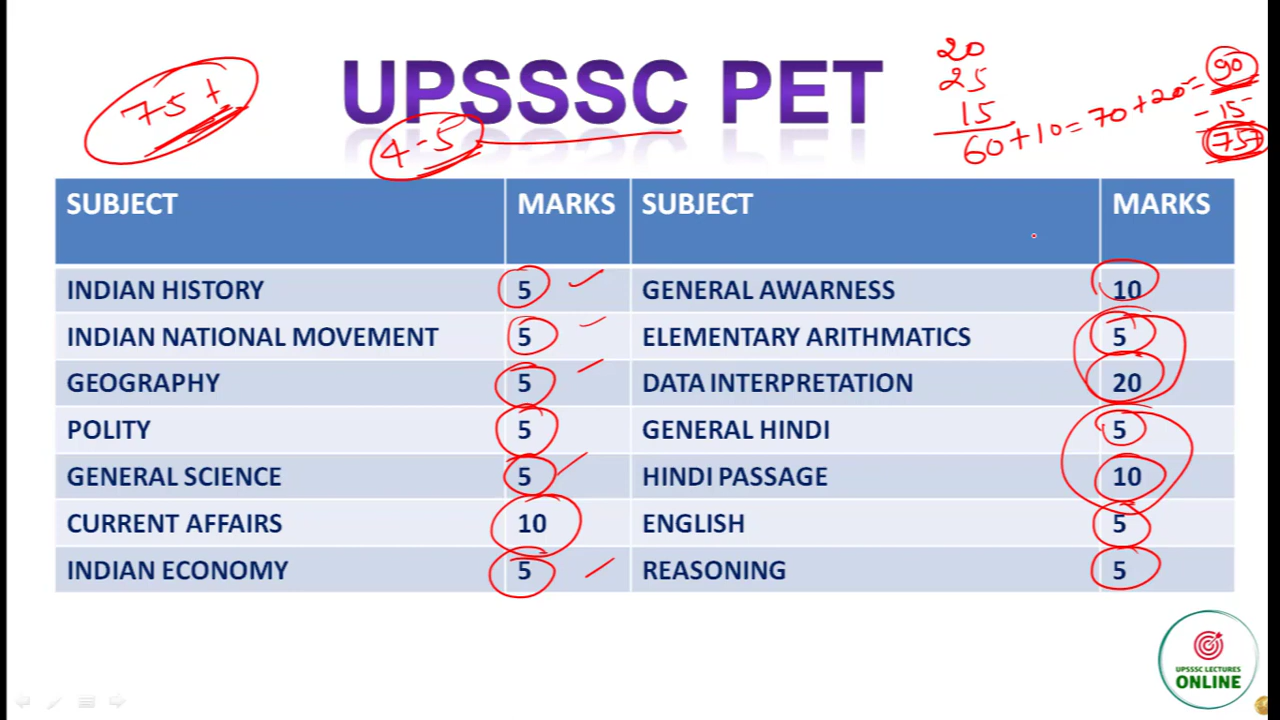 20
25
15
60+10=70+20=90
-15
75+
75+
UPSSSC PET
4-5
SUBJECT MARKS SUBJECT MARKS
INDIAN HISTORY 5 GENERAL AWARNESS 10
INDIAN NATIONAL MOVEMENT 5 ELEMENTARY ARITHMATICS 5
GEOGRAPHY 5 DATA INTERPRETATION 20
POLITY 5 GENERAL HINDI 5
GENERAL SCIENCE 5 HINDI PASSAGE 10
CURRENT AFFAIRS 10 ENGLISH 5
INDIAN ECONOMY 5 REASONING 5
UPSSSC LECTURES
ONLINE